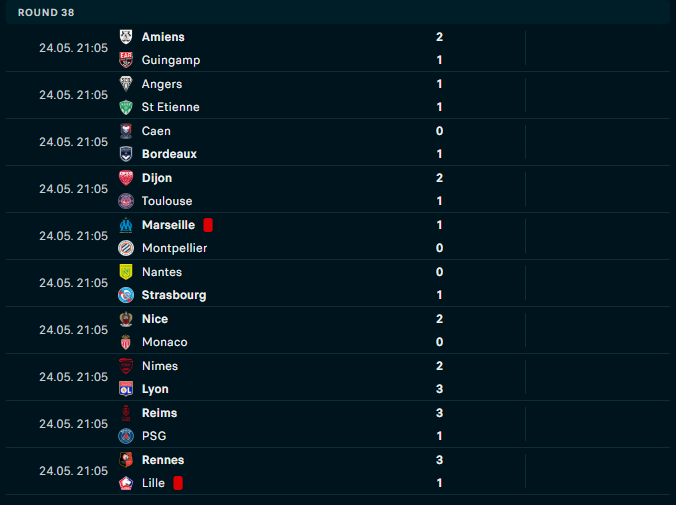 ROUND 38
24.05. 21:05
Amiens 2
Guingamp 1
24.05. 21:05
Angers 1
St Etienne 1
24.05. 21:05
Caen 0
Bordeaux 1
24.05. 21:05
Dijon 2
Toulouse 1
24.05. 21:05
Marseille 1
Montpellier 0
24.05. 21:05
Nantes 0
Strasbourg 1
24.05. 21:05
Nice 2
Monaco 0
24.05. 21:05
Nimes 2
Lyon 3
24.05. 21:05
Reims 3
PSG 1
24.05. 21:05
Rennes 3
Lille 1